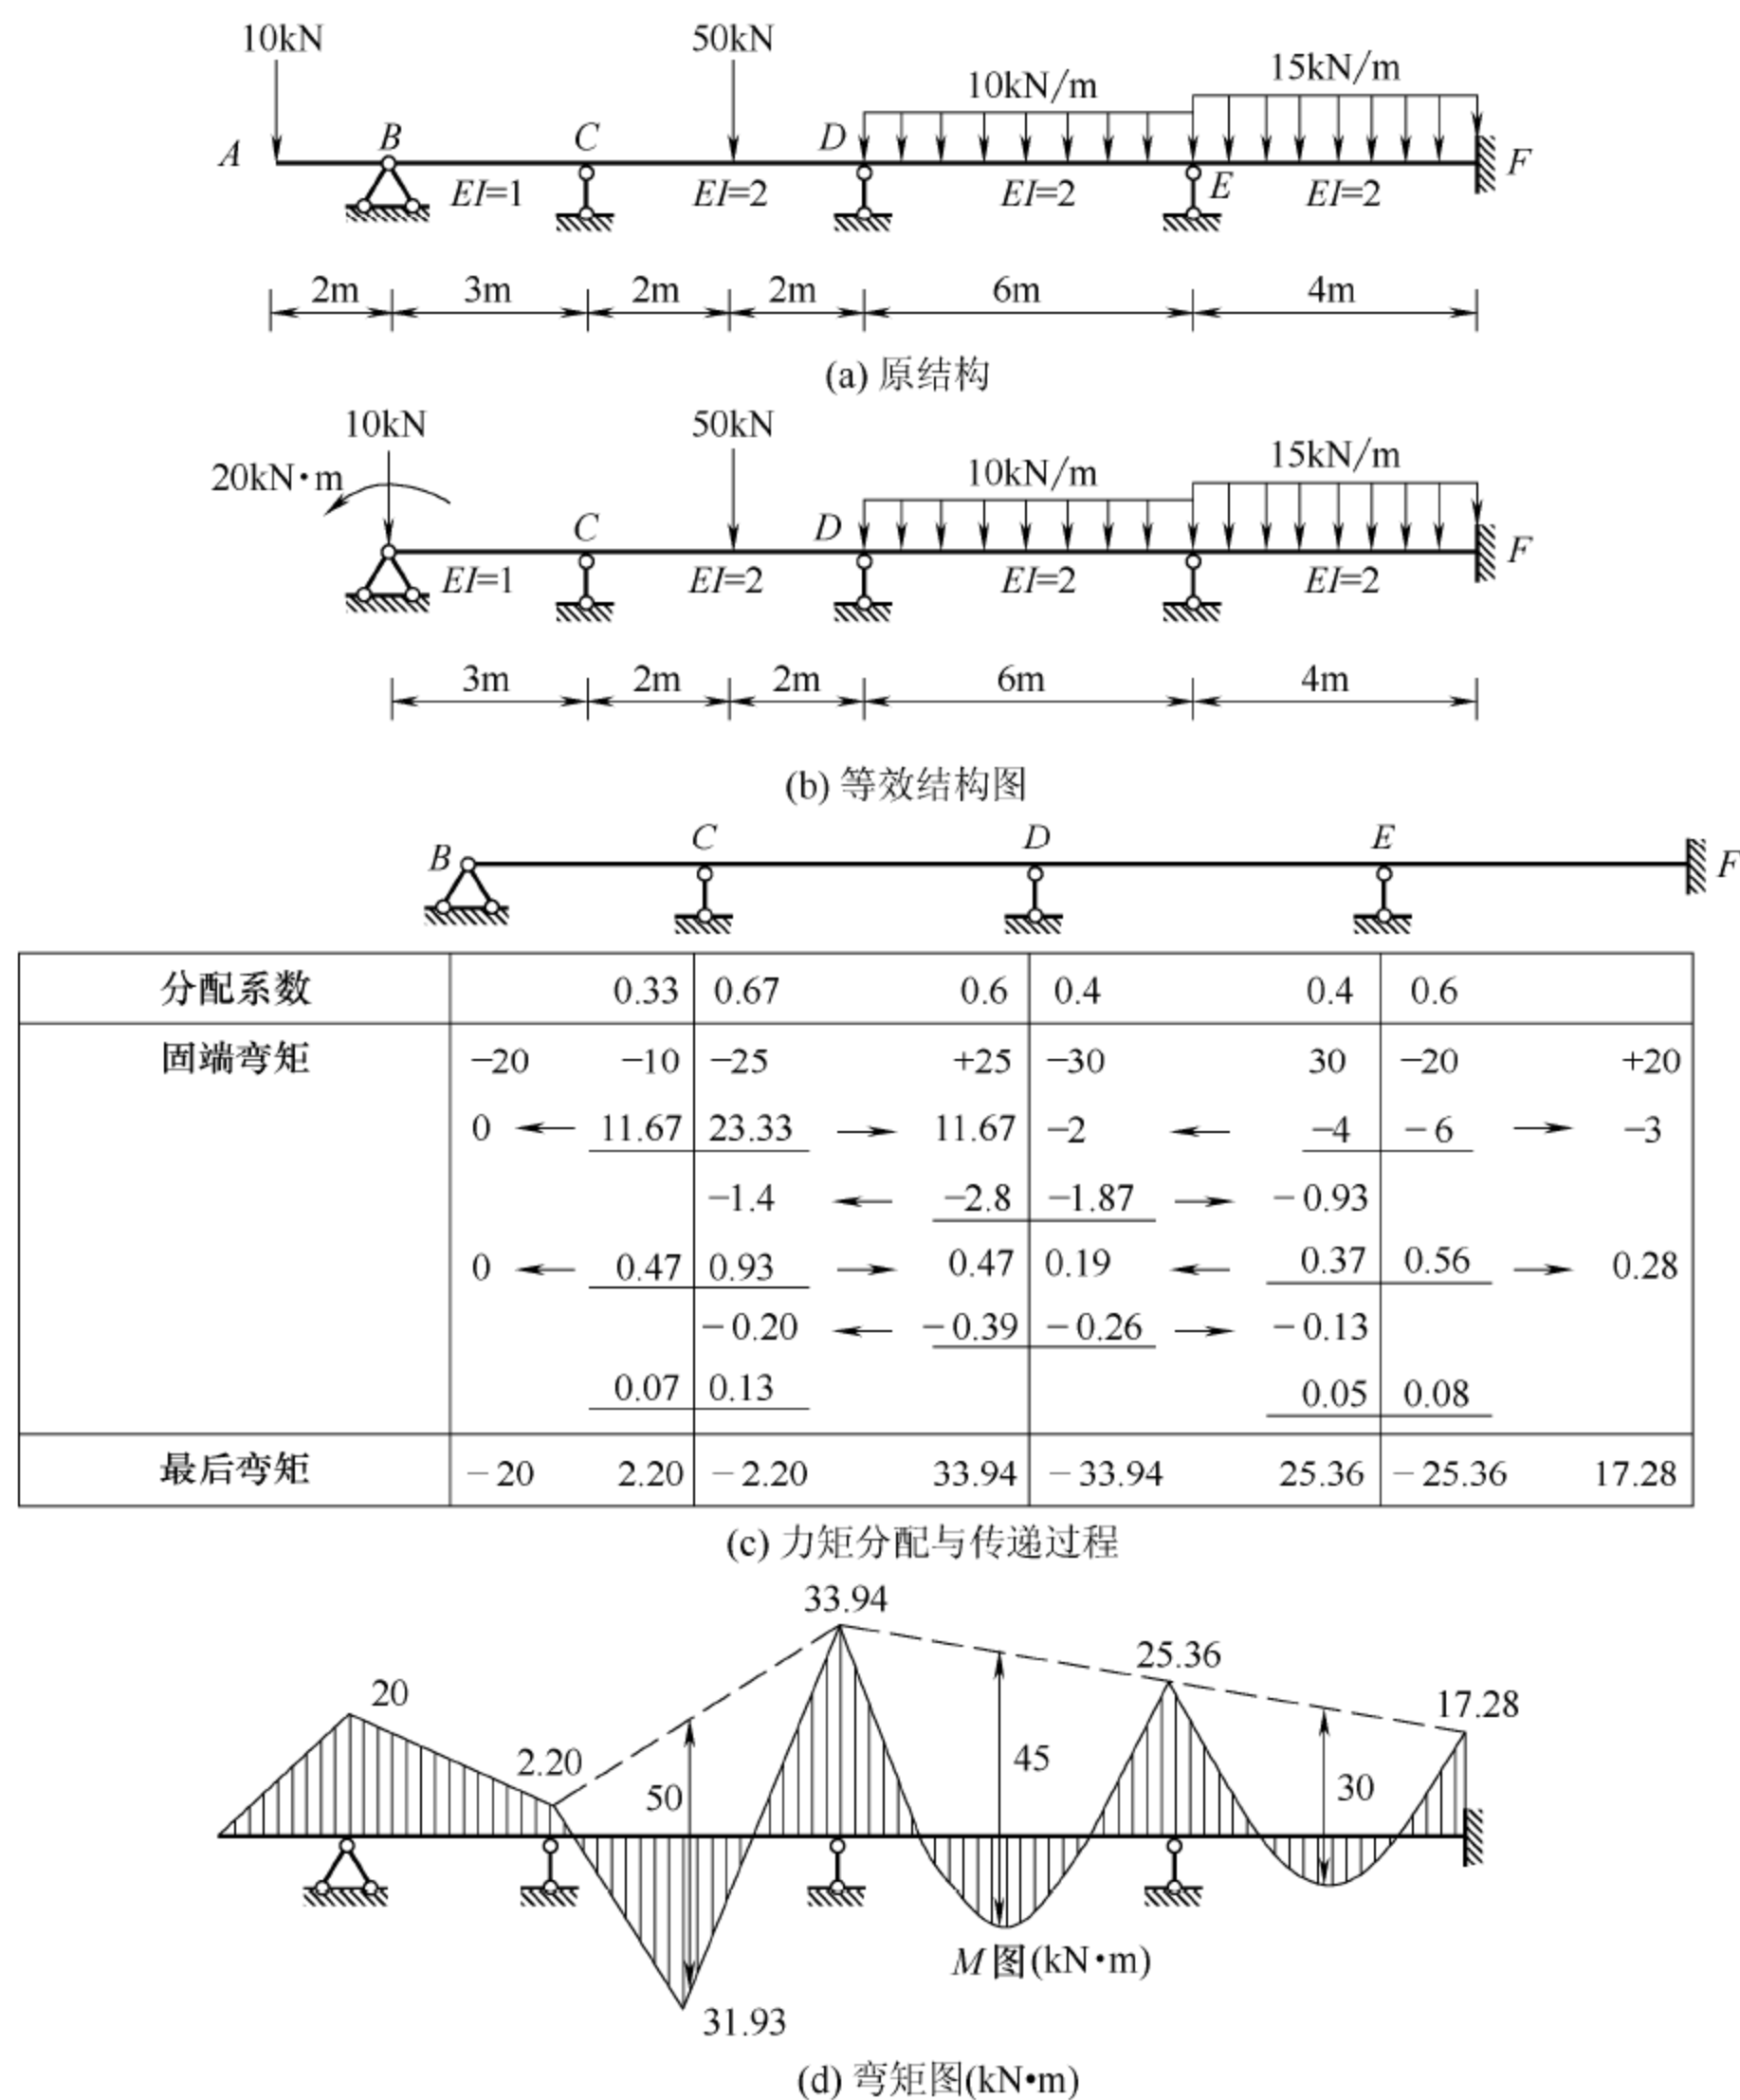 10kN 50kN 10kN/m 15kN/m
A B C D E F
EI=1 EI=2 EI=2 EI=2
2m 3m 2m 2m 6m 4m
(a) 原结构
10kN 50kN
20kN·m 10kN/m 15kN/m
C D F
EI=1 EI=2 EI=2 EI=2
3m 2m 2m 6m 4m
(b) 等效结构图
B C D E F
分配系数 0.33 0.67 0.6 0.4 0.4 0.6
固端弯矩 −20 −10 −25 +25 −30 30 −20 +20
0 11.67 23.33 11.67 −2 −4 −6 −3
−1.4 −2.8 −1.87 −0.93
0 0.47 0.93 0.47 0.19 0.37 0.56 0.28
−0.20 −0.39 −0.26 −0.13
0.07 0.13 0.05 0.08
最后弯矩 −20 2.20 −2.20 33.94 −33.94 25.36 −25.36 17.28
(c) 力矩分配与传递过程
33.94
25.36
20 17.28
2.20
50 45 30
M图(kN·m)
31.93
(d) 弯矩图(kN•m)